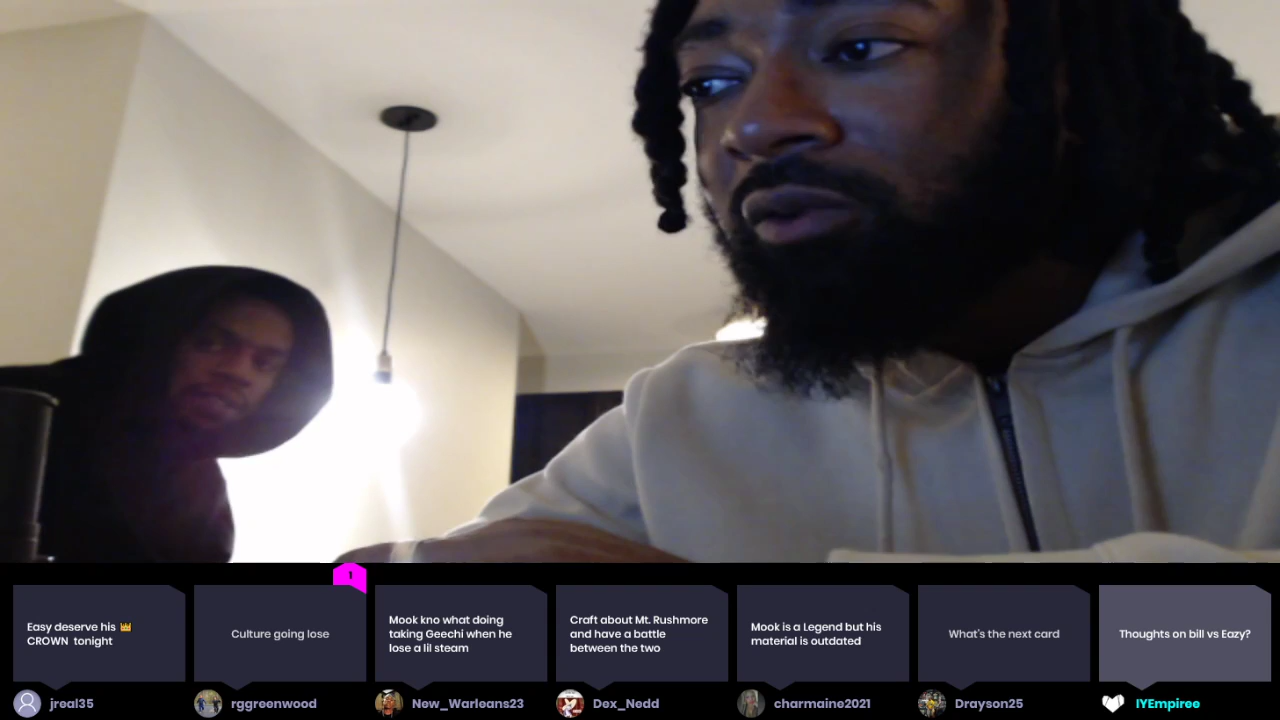 Easy deserve his 👑
CROWN tonight
jreal35
1
Culture going lose
rggreenwood
Mook kno what doing
taking Geechi when he
lose a lil steam
New_Warleans23
Craft about Mt. Rushmore
and have a battle
between the two
Dex_Nedd
Mook is a Legend but his
material is outdated
charmaine2021
What's the next card
Drayson25
Thoughts on bill vs Eazy?
IYEmpiree